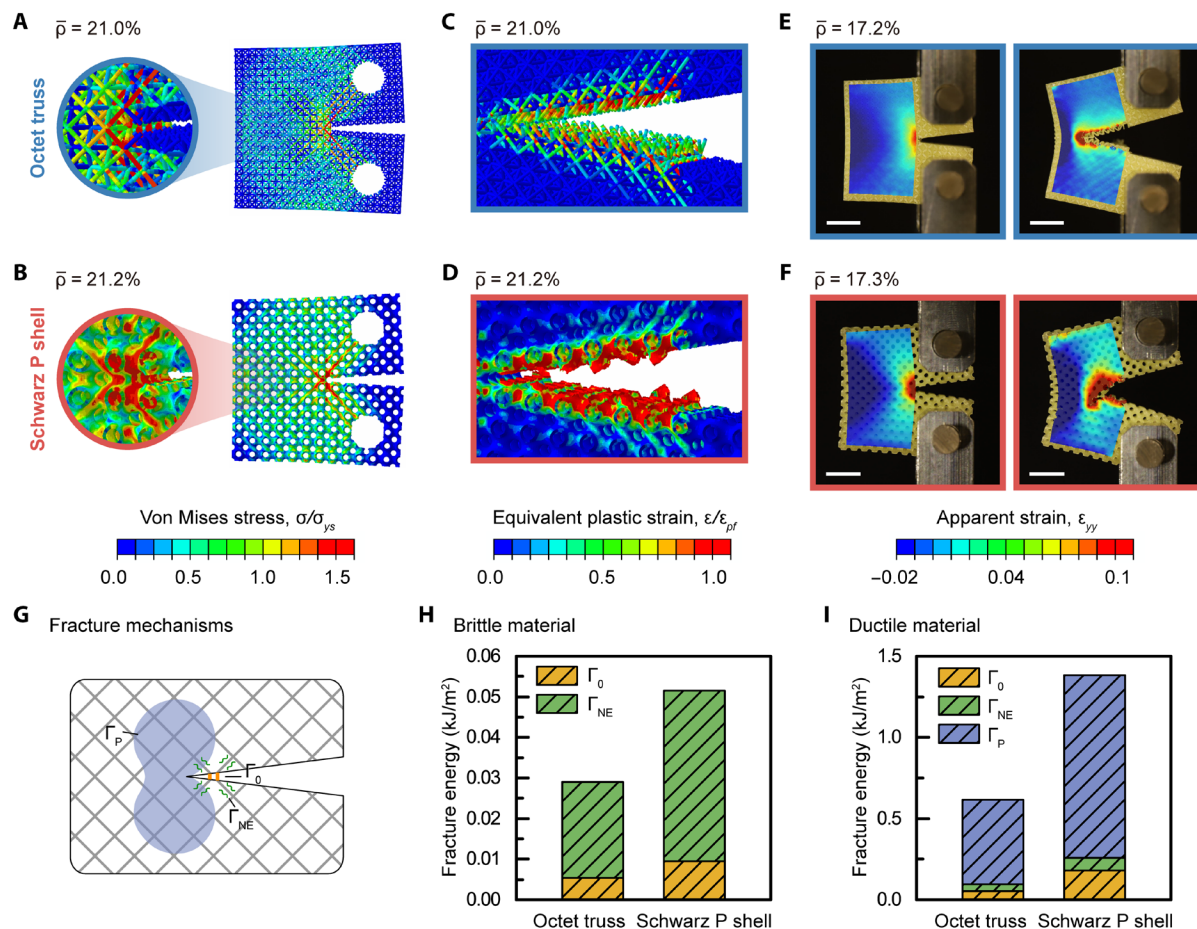 A
ρ̅ = 21.0%
Octet truss
C
ρ̅ = 21.0%
E
ρ̅ = 17.2%
B
ρ̅ = 21.2%
Schwarz P shell
D
ρ̅ = 21.2%
F
ρ̅ = 17.3%
Von Mises stress, σ/σys
0.0 0.5 1.0 1.5
Equivalent plastic strain, ε/εpf
0.0 0.5 1.0
Apparent strain, εyy
−0.02 0.04 0.1
G Fracture mechanisms
ΓP
Γ0
ΓNE
H Brittle material
Fracture energy (kJ/m²)
0.06
0.05
0.03
0.02
0.01
0.00
Γ0
ΓNE
Octet truss Schwarz P shell
I Ductile material
Fracture energy (kJ/m²)
1.5
1.0
0.5
0.0
Γ0
ΓNE
ΓP
Octet truss Schwarz P shell